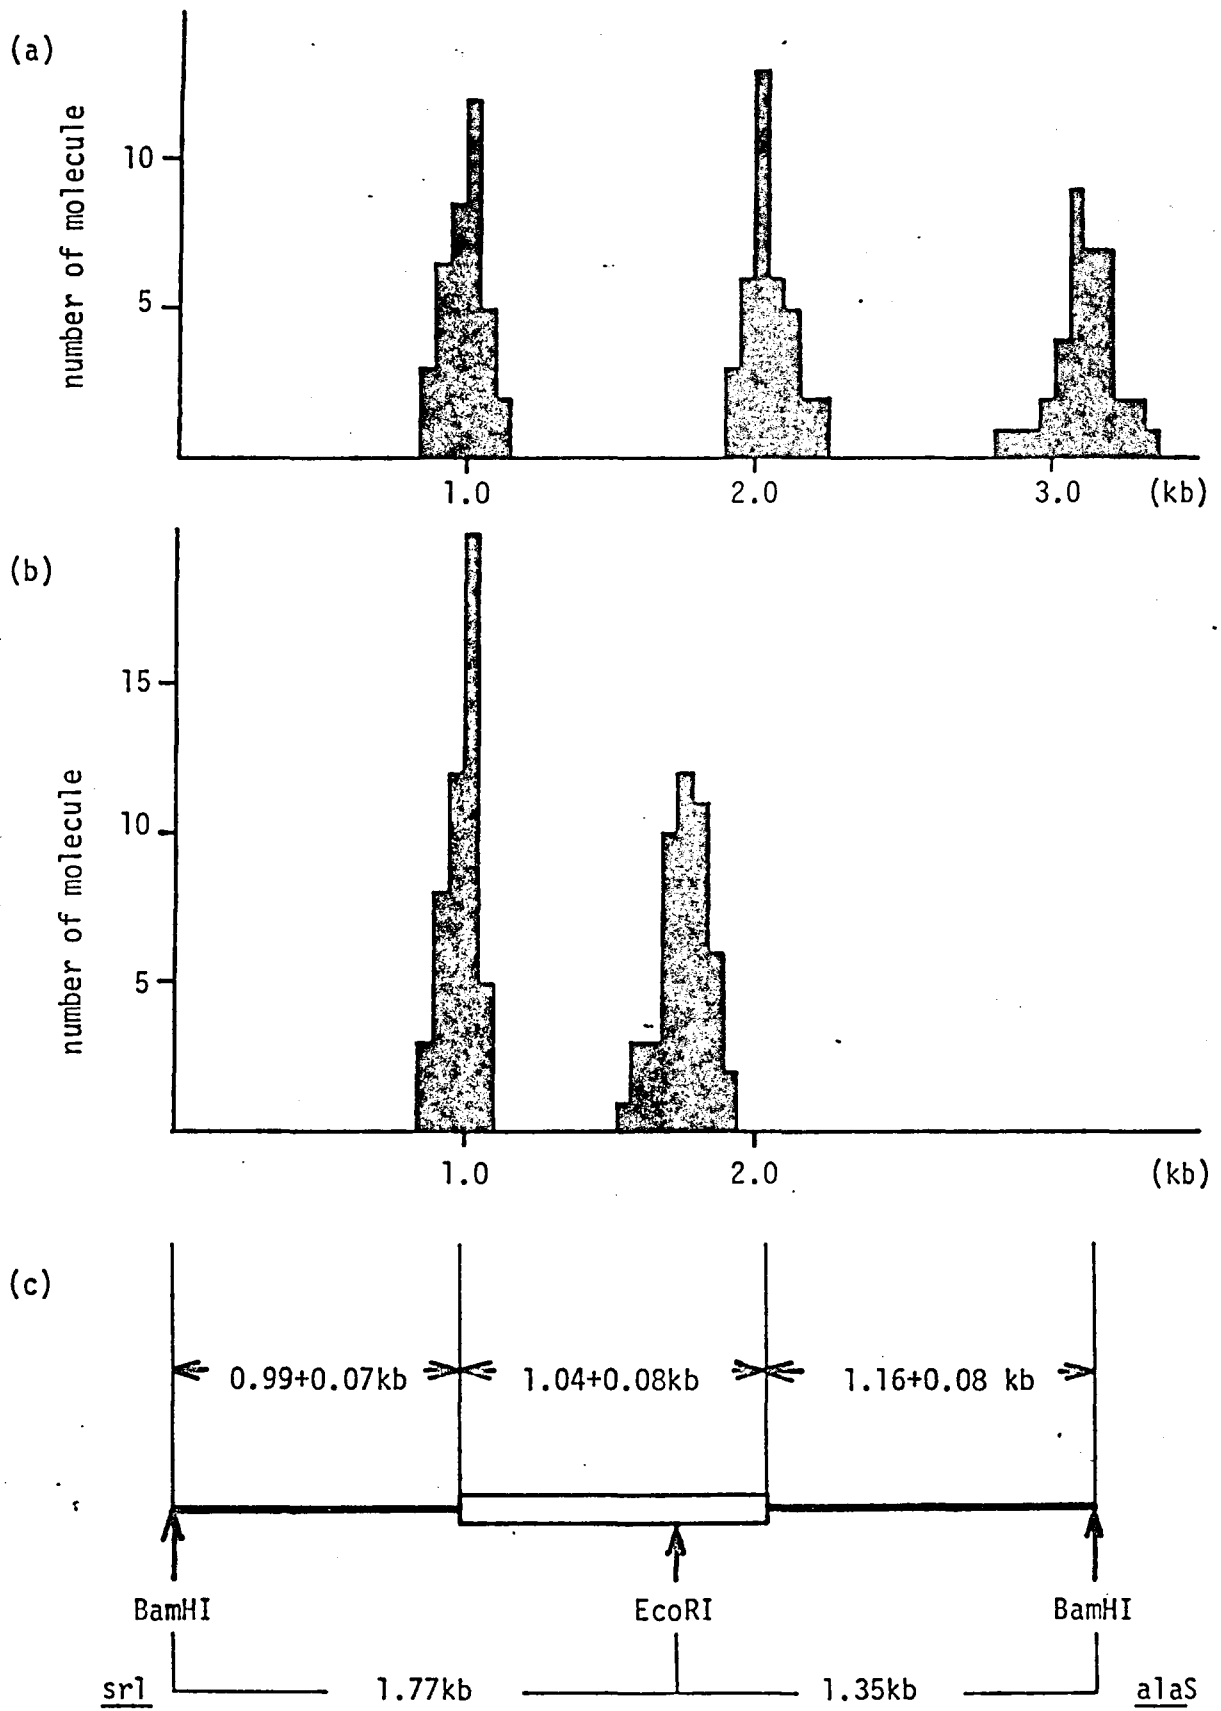 (a)
number of molecule
10
5
1.0 2.0 3.0 (kb)
(b)
number of molecule
15
10
5
1.0 2.0 (kb)
(c)
0.99+0.07kb 1.04+0.08kb 1.16+0.08 kb
BamHI EcoRI BamHI
srl 1.77kb 1.35kb alaS